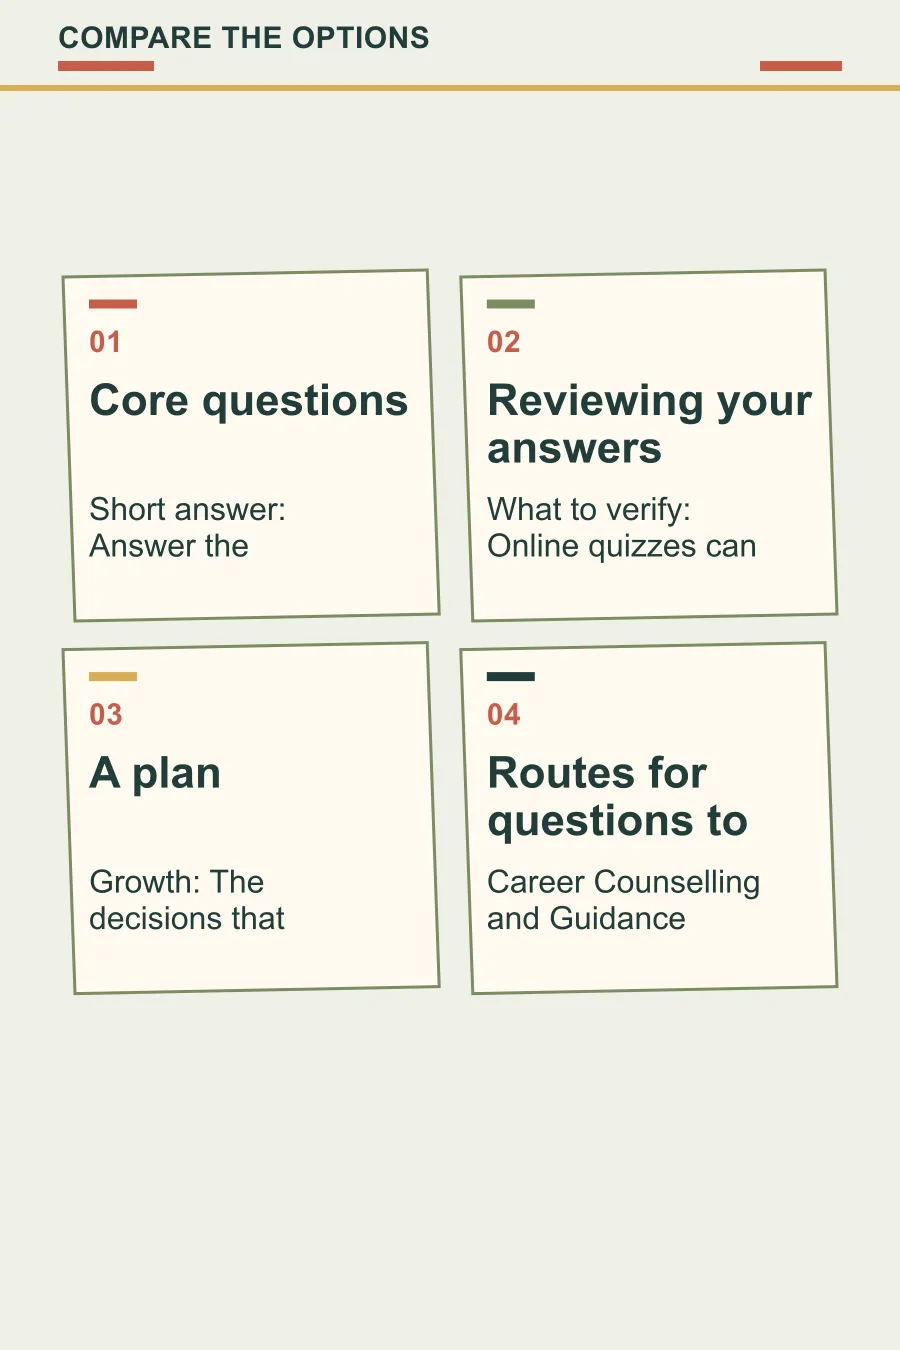 COMPARE THE OPTIONS
01
Core questions
Short answer:
Answer the
02
Reviewing your
answers
What to verify:
Online quizzes can
03
A plan
Growth: The
decisions that
04
Routes for
questions to
Career Counselling
and Guidance